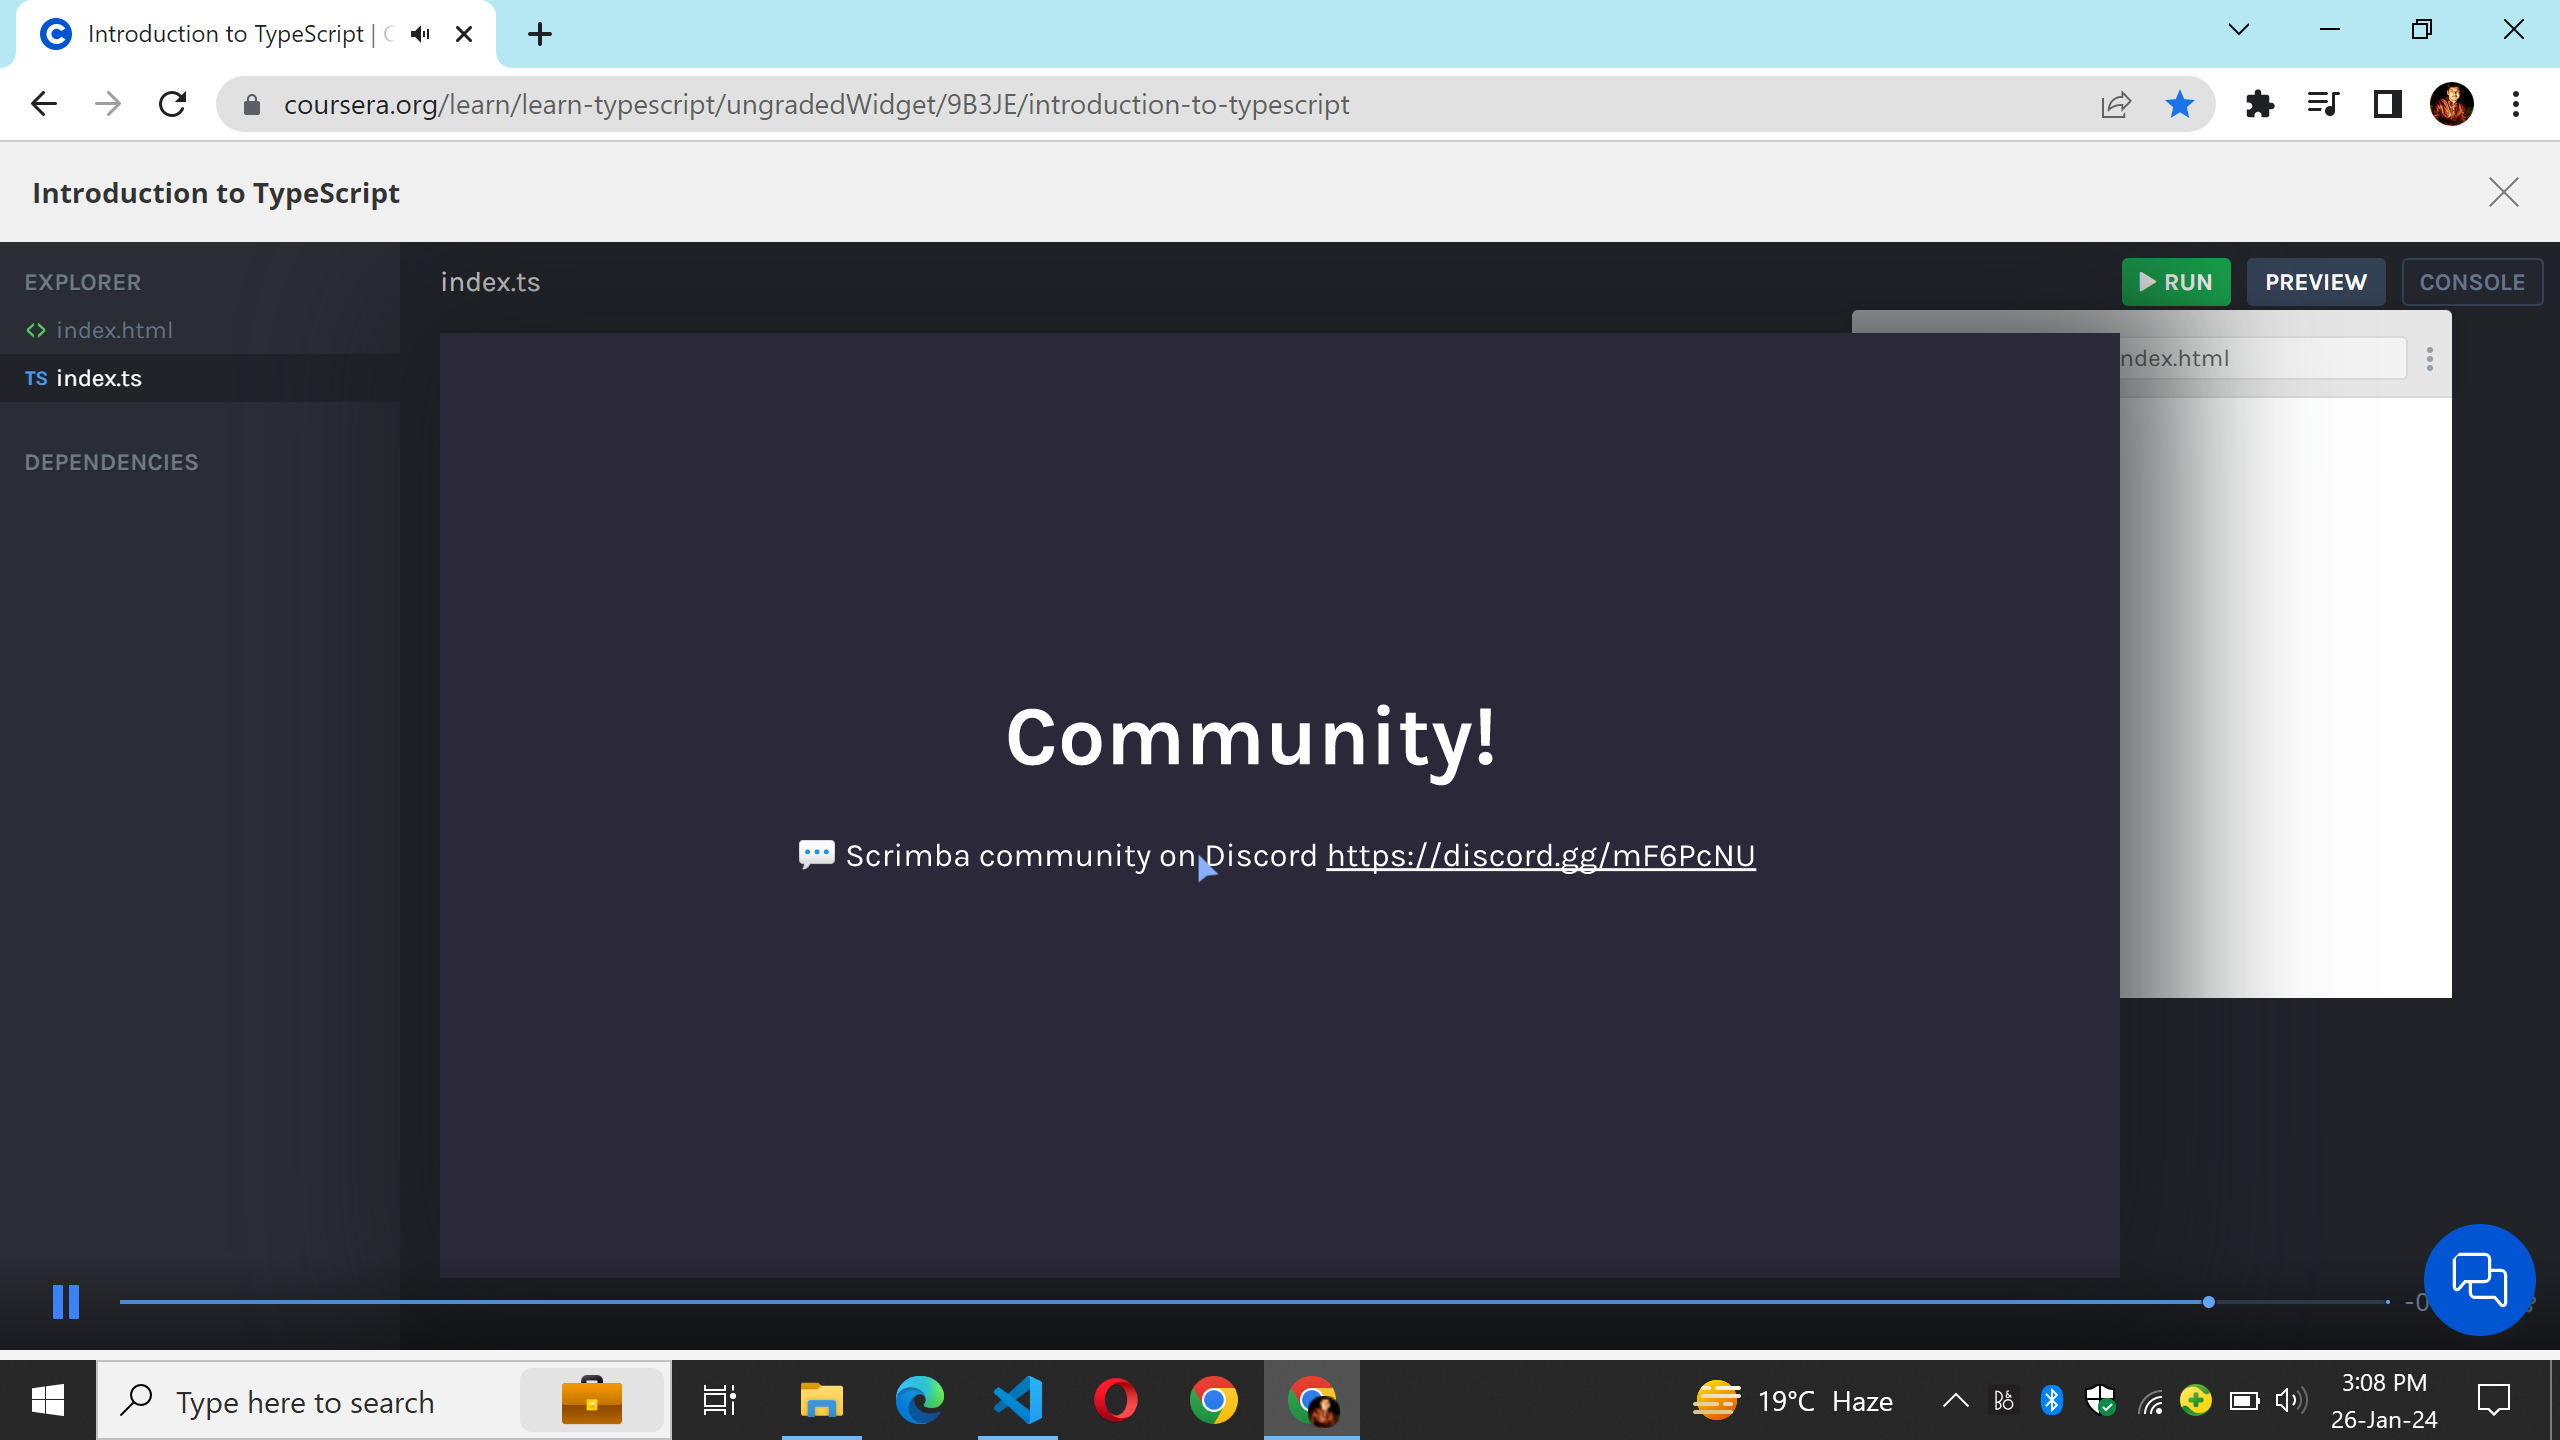 Introduction to TypeScript |
coursera.org/learn/learn-typescript/ungradedWidget/9B3JE/introduction-to-typescript
Introduction to TypeScript
EXPLORER
<> index.html
TS index.ts
DEPENDENCIES
index.ts
RUN PREVIEW CONSOLE
ndex.html
Community!
💬 Scrimba community on Discord https://discord.gg/mF6PcNU
-0
Type here to search
19°C Haze
3:08 PM
26-Jan-24